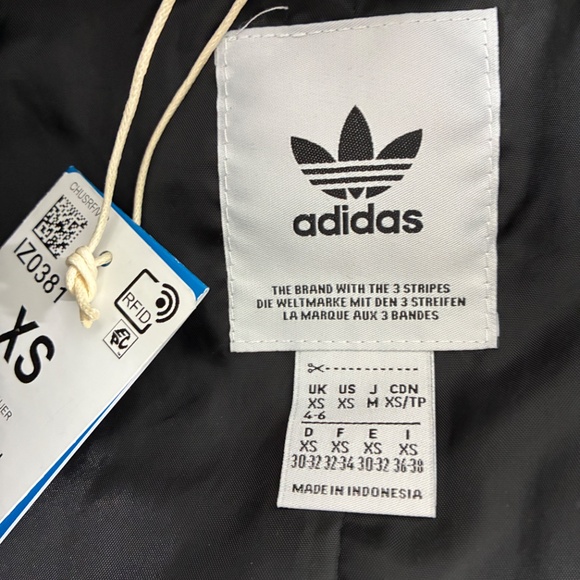 adidas
THE BRAND WITH THE 3 STRIPES
DIE WELTMARKE MIT DEN 3 STREIFEN
LA MARQUE AUX 3 BANDES
UK US J CDN
XS XS M XS/TP
4-6
D F E I
XS XS XS XS
30-32 32-34 30-32 36-38
MADE IN INDONESIA
IZ0381
RFID
EPC
XS